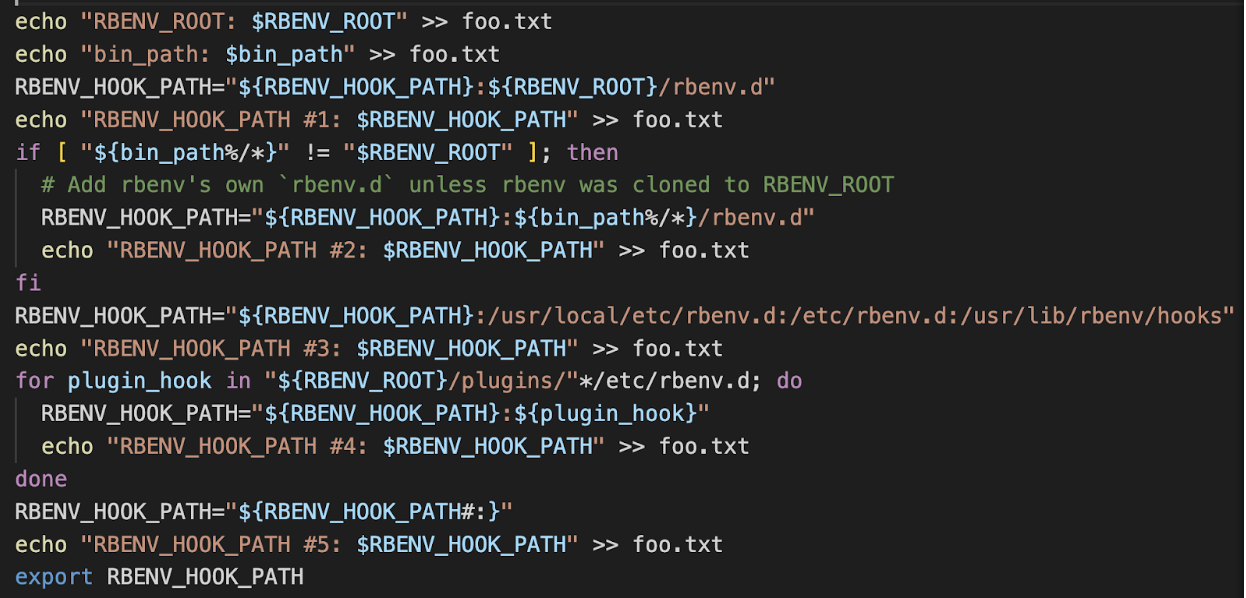 echo "RBENV_ROOT: $RBENV_ROOT" >> foo.txt
echo "bin_path: $bin_path" >> foo.txt
RBENV_HOOK_PATH="${RBENV_HOOK_PATH}:${RBENV_ROOT}/rbenv.d"
echo "RBENV_HOOK_PATH #1: $RBENV_HOOK_PATH" >> foo.txt
if [ "${bin_path%/*}" != "$RBENV_ROOT" ]; then
  # Add rbenv's own `rbenv.d` unless rbenv was cloned to RBENV_ROOT
  RBENV_HOOK_PATH="${RBENV_HOOK_PATH}:${bin_path%/*}/rbenv.d"
  echo "RBENV_HOOK_PATH #2: $RBENV_HOOK_PATH" >> foo.txt
fi
RBENV_HOOK_PATH="${RBENV_HOOK_PATH}:/usr/local/etc/rbenv.d:/etc/rbenv.d:/usr/lib/rbenv/hooks"
echo "RBENV_HOOK_PATH #3: $RBENV_HOOK_PATH" >> foo.txt
for plugin_hook in "${RBENV_ROOT}/plugins/"*/etc/rbenv.d; do
  RBENV_HOOK_PATH="${RBENV_HOOK_PATH}:${plugin_hook}"
  echo "RBENV_HOOK_PATH #4: $RBENV_HOOK_PATH" >> foo.txt
done
RBENV_HOOK_PATH="${RBENV_HOOK_PATH#:}"
echo "RBENV_HOOK_PATH #5: $RBENV_HOOK_PATH" >> foo.txt
export RBENV_HOOK_PATH